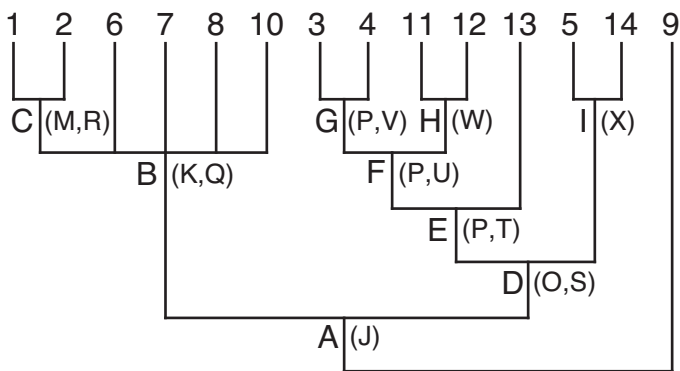 1 2 6 7 8 10 3 4 11 12 13 5 14 9
C (M,R) G (P,V) H (W) I (X)
B (K,Q) F (P,U)
E (P,T)
D (O,S)
A (J)